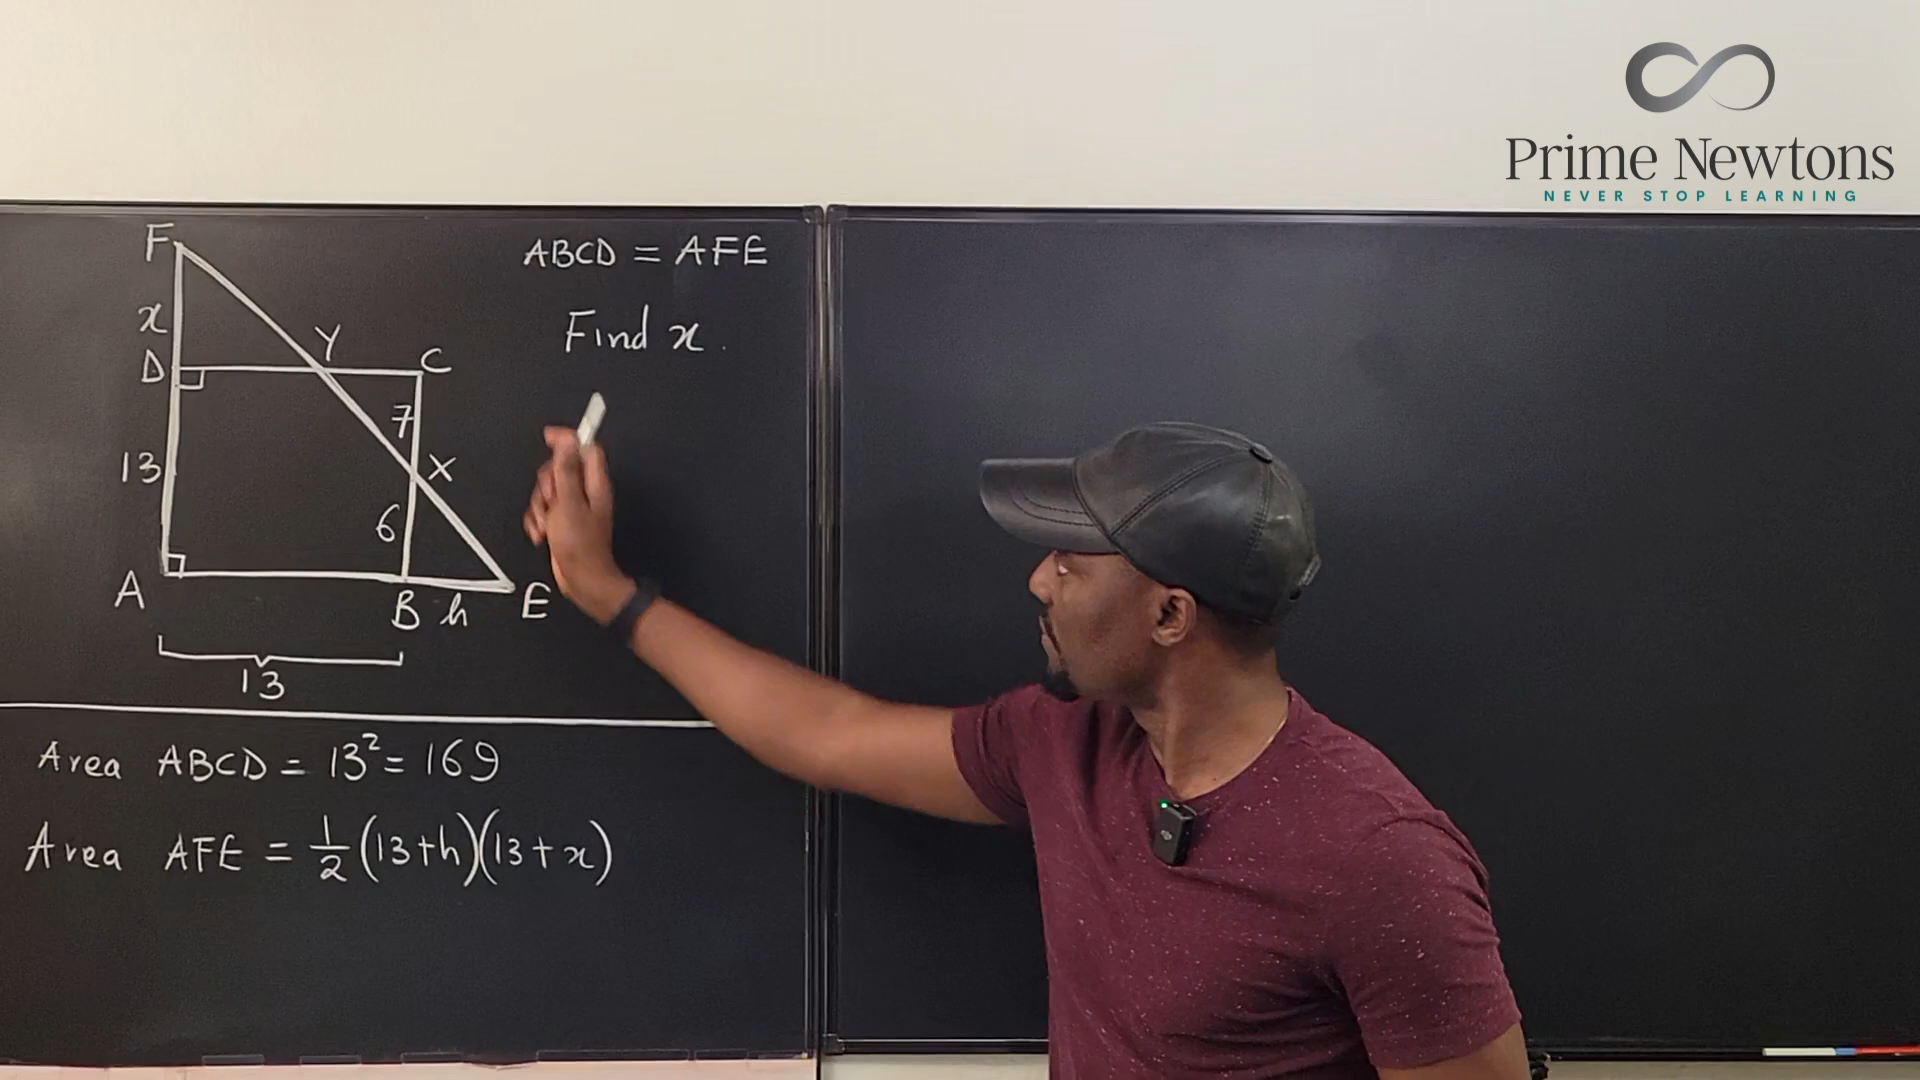 Prime Newtons
NEVER STOP LEARNING
F
x
Y
D
C
7
13
X
6
A
B h E
13
ABCD = AFE
Find x.
Area ABCD = 13² = 169
Area AFE = 1/2 (13+h)(13+x)